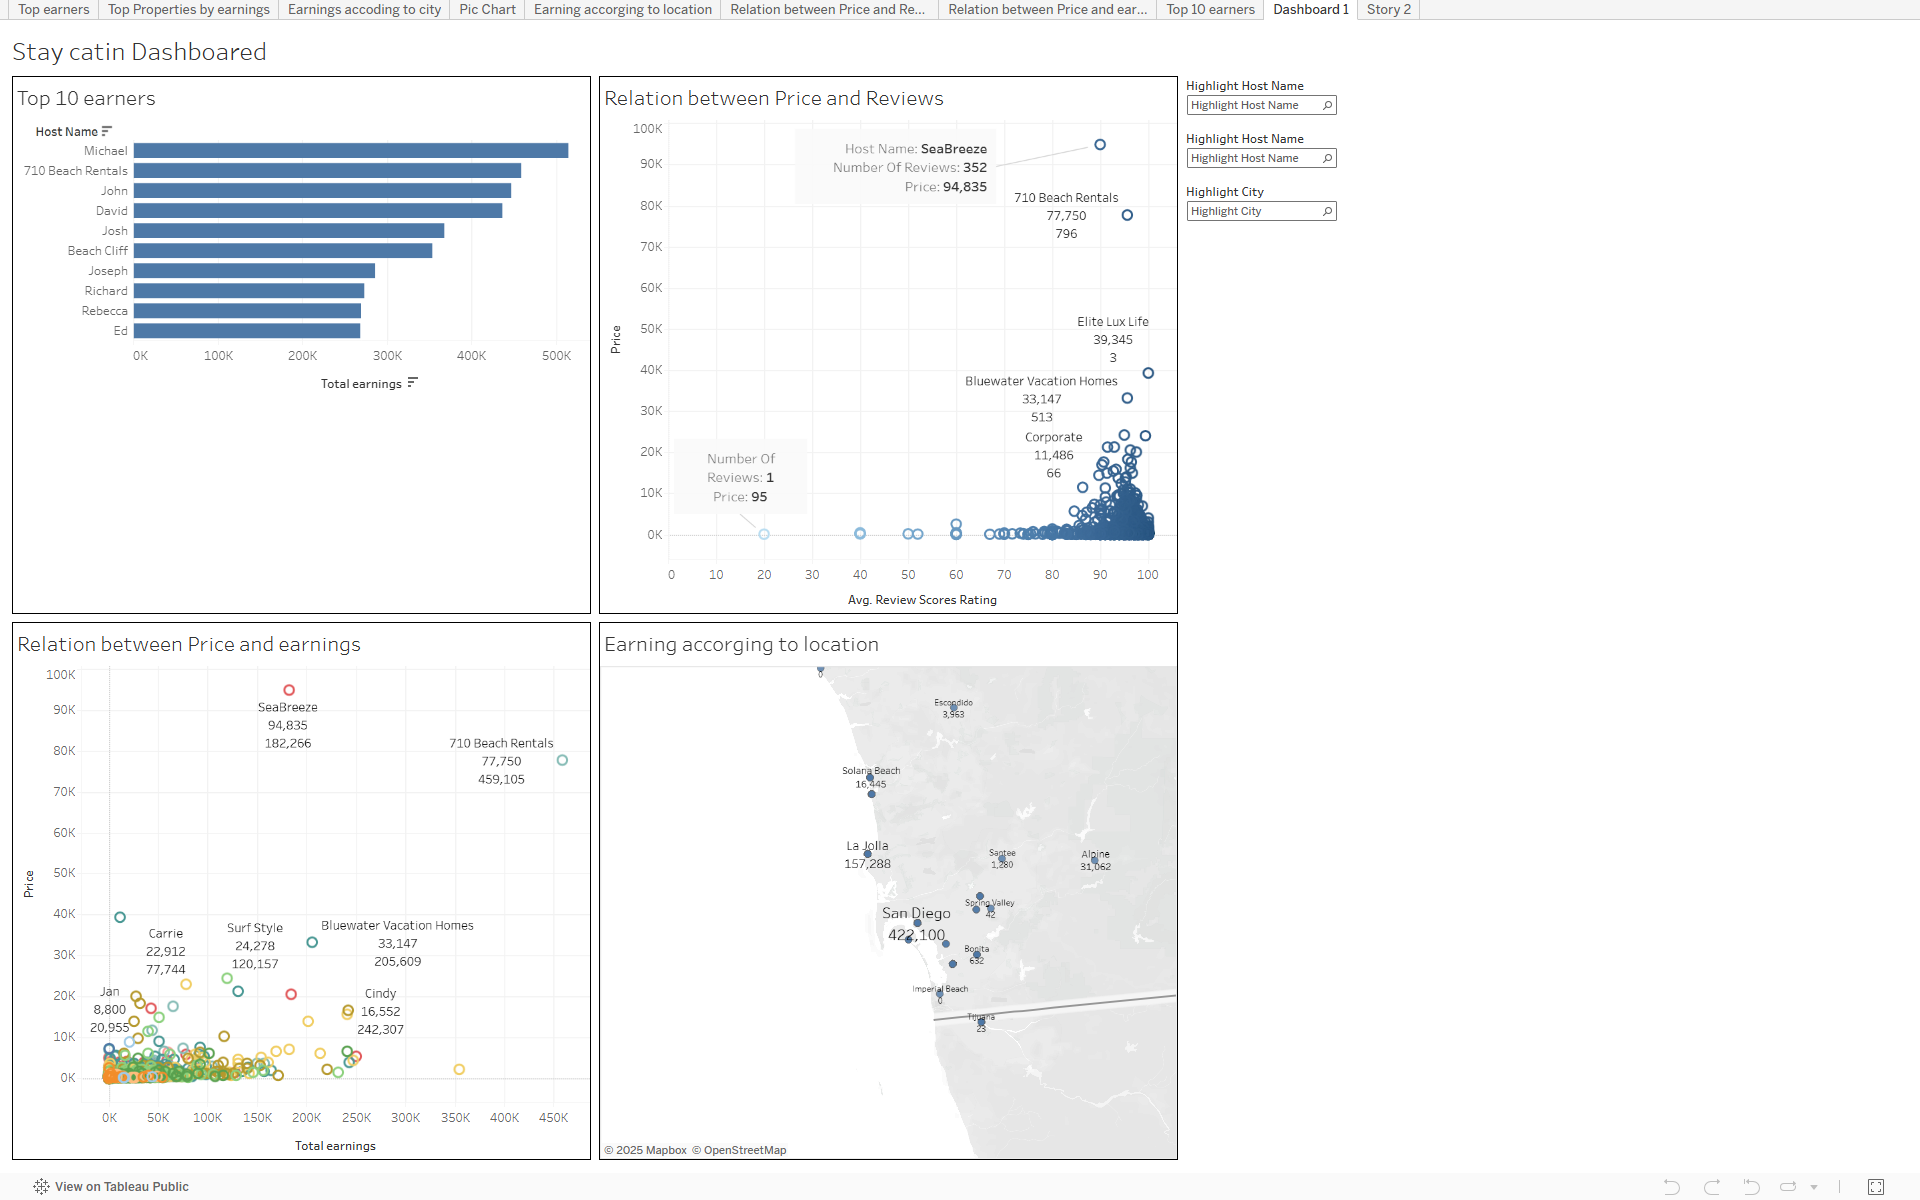 Top earners
Top Properties by earnings
Earnings accoding to city
Pic Chart
Earning accorging to location
Relation between Price and Re...
Relation between Price and ear...
Top 10 earners
Dashboard 1
Story 2
Stay catin Dashboared
Top 10 earners
Host Name
Michael
710 Beach Rentals
John
David
Josh
Beach Cliff
Joseph
Richard
Rebecca
Ed
0K 100K 200K 300K 400K 500K
Total earnings
Relation between Price and Reviews
100K
90K
80K
70K
60K
50K
40K
30K
20K
10K
0K
Price
Host Name: SeaBreeze
Number Of Reviews: 352
Price: 94,835
710 Beach Rentals
77,750
796
Elite Lux Life
39,345
3
Bluewater Vacation Homes
33,147
513
Corporate
11,486
66
Number Of
Reviews: 1
Price: 95
0 10 20 30 40 50 60 70 80 90 100
Avg. Review Scores Rating
Highlight Host Name
Highlight Host Name
Highlight Host Name
Highlight Host Name
Highlight City
Highlight City
Relation between Price and earnings
100K
90K
80K
70K
60K
50K
40K
30K
20K
10K
0K
Price
SeaBreeze
94,835
182,266
710 Beach Rentals
77,750
459,105
Carrie
22,912
77,744
Surf Style
24,278
120,157
Bluewater Vacation Homes
33,147
205,609
Jan
8,800
20,955
Cindy
16,552
242,307
0K 50K 100K 150K 200K 250K 300K 350K 400K 450K
Total earnings
Earning accorging to location
0
Escondido
3,963
Solana Beach
16,445
La Jolla
157,288
Santee
1,280
Alpine
31,062
Spring Valley
42
San Diego
422,100
Bonita
632
Imperial Beach
0
Tijuana
23
© 2025 Mapbox © OpenStreetMap
View on Tableau Public